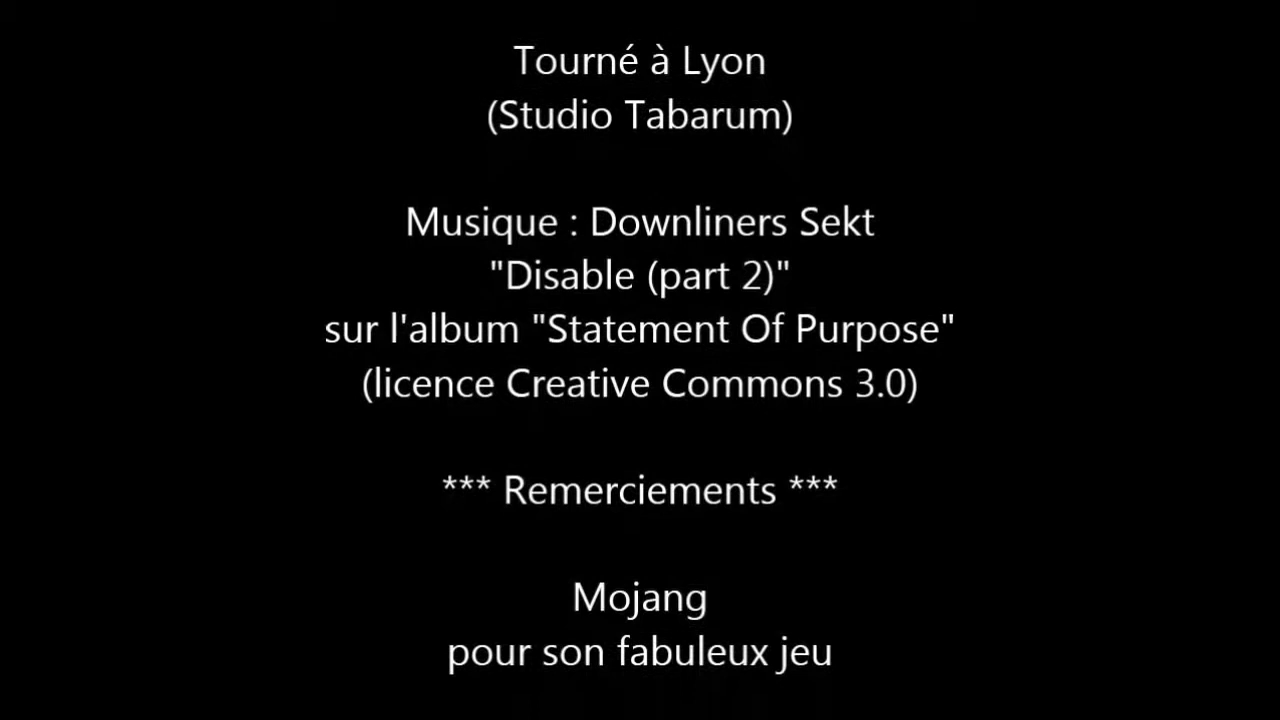 Tourné à Lyon
(Studio Tabarum)
Musique : Downliners Sekt
"Disable (part 2)"
sur l'album "Statement Of Purpose"
(licence Creative Commons 3.0)
*** Remerciements ***
Mojang
pour son fabuleux jeu